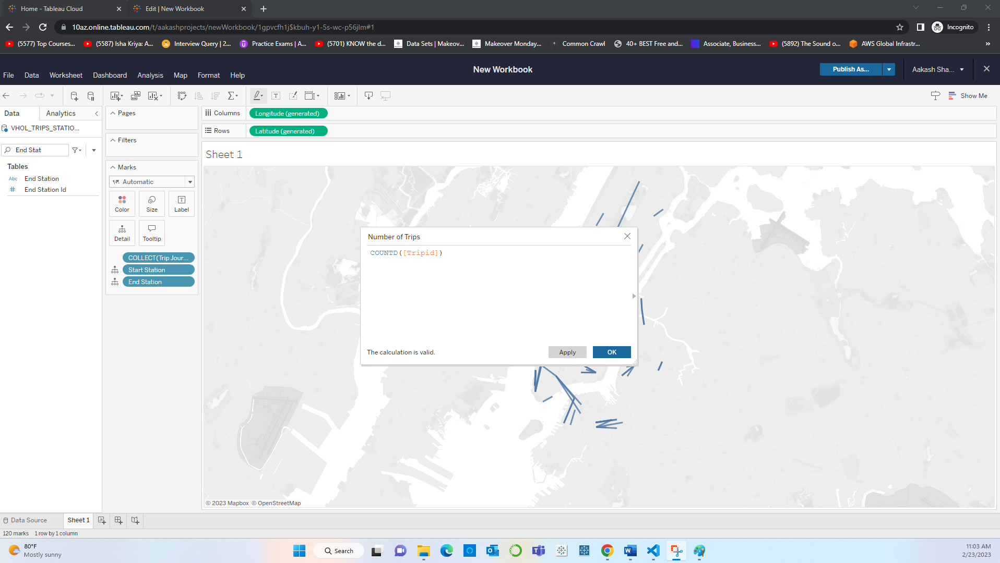 Home - Tableau Cloud
Edit | New Workbook
10az.online.tableau.com/t/aakashprojects/newWorkbook/1gpvcfh1j$kbuh-y1-5s-wc-p56jlm#1
Incognito
(5577) Top Courses...
(5587) Isha Kriya: A...
Interview Query | 2...
Practice Exams | A...
(5701) KNOW the d...
Data Sets | Makeov...
Makeover Monday...
Common Crawl
40+ BEST Free and...
Associate, Business...
(5892) The Sound o...
AWS Global Infrastr...
»
New Workbook
Publish As...
Aakash Sha...
File Data Worksheet Dashboard Analysis Map Format Help
Show Me
Data
Analytics
VHOL_TRIPS_STATIO...
End Stat
Tables
Abc End Station
# End Station Id
Pages
Filters
Marks
Automatic
Color
Size
Label
Detail
Tooltip
COLLECT(Trip Jour...
Start Station
End Station
Columns
Longitude (generated)
Rows
Latitude (generated)
Sheet 1
Number of Trips
COUNTD([Tripid])
The calculation is valid.
Apply
OK
© 2023 Mapbox © OpenStreetMap
Data Source
Sheet 1
120 marks 1 row by 1 column
80°F
Mostly sunny
Search
11:03 AM
2/23/2023